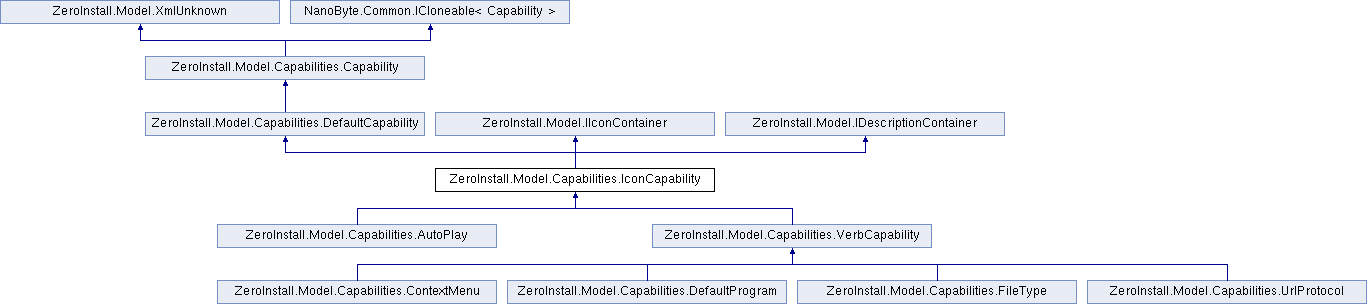 ZeroInstall.Model.XmlUnknown
NanoByte.Common.ICloneable< Capability >
ZeroInstall.Model.Capabilities.Capability
ZeroInstall.Model.Capabilities.DefaultCapability
ZeroInstall.Model.IIconContainer
ZeroInstall.Model.IDescriptionContainer
ZeroInstall.Model.Capabilities.IconCapability
ZeroInstall.Model.Capabilities.AutoPlay
ZeroInstall.Model.Capabilities.VerbCapability
ZeroInstall.Model.Capabilities.ContextMenu
ZeroInstall.Model.Capabilities.DefaultProgram
ZeroInstall.Model.Capabilities.FileType
ZeroInstall.Model.Capabilities.UrlProtocol